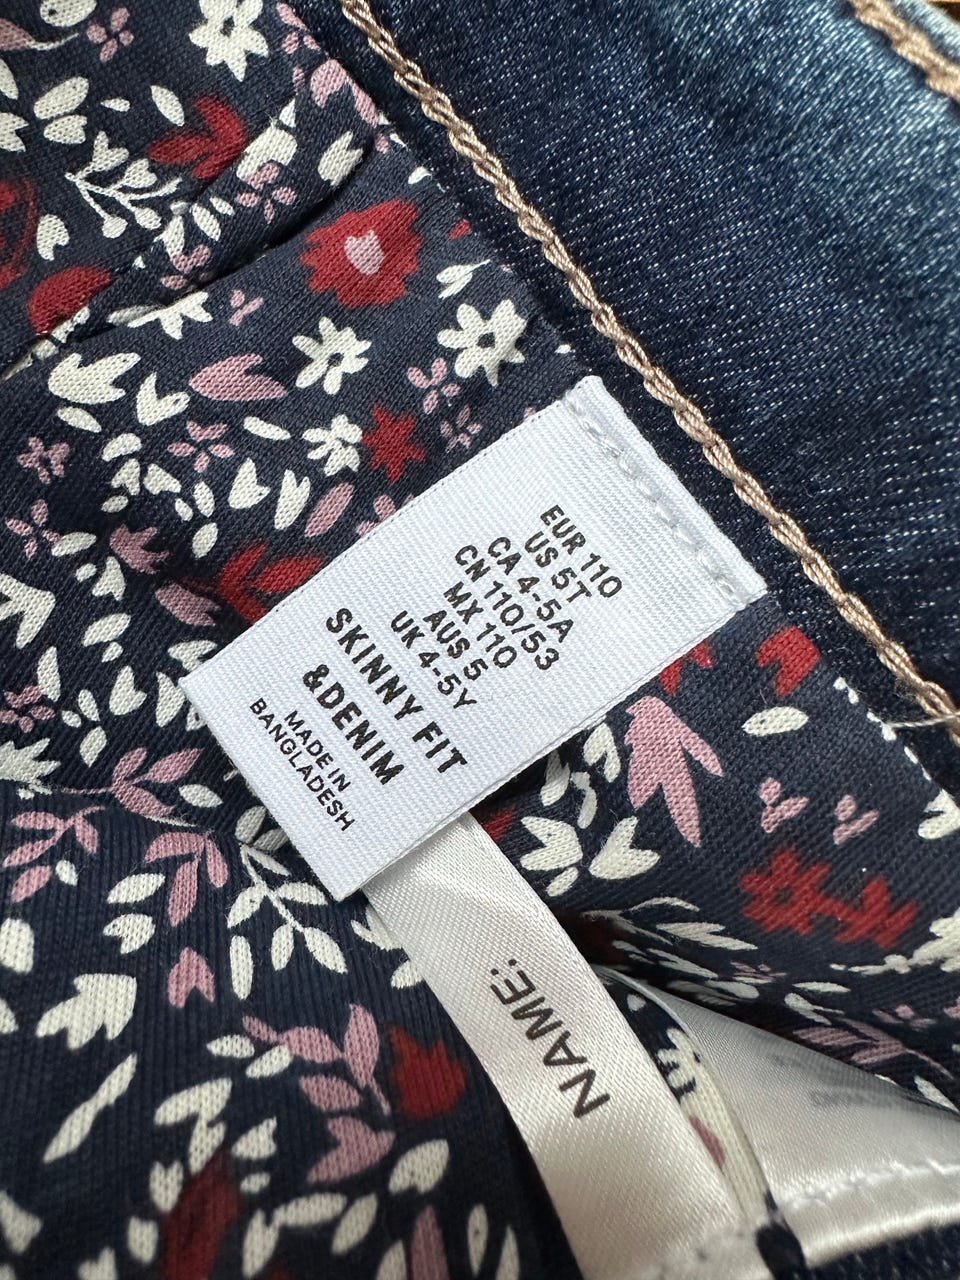 EUR 110
US 5T
CA 4-5A
CN 110/53
MX 110
AUS 5
UK 4-5Y
SKINNY FIT
&DENIM
MADE IN
BANGLADESH
NAME: